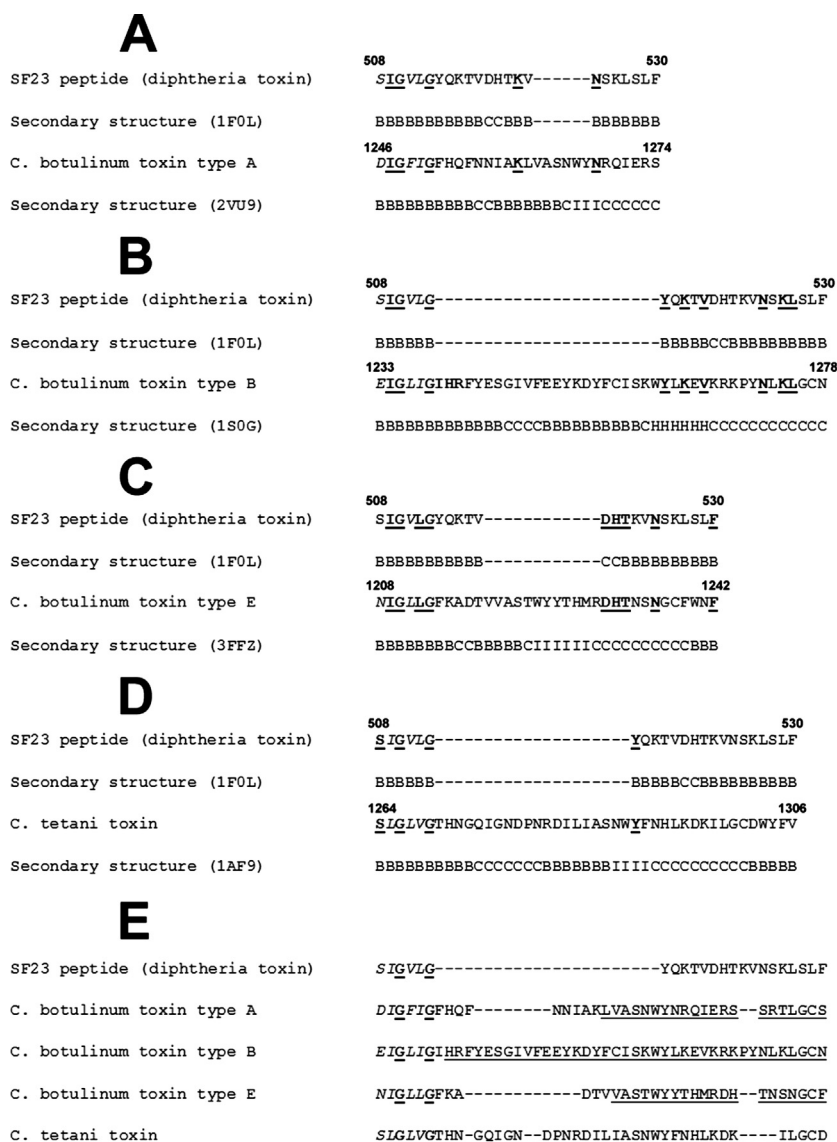 A
508 530
SF23 peptide (diphtheria toxin) SIGVLGYQKTVDHTKV------NSKLSLF
Secondary structure (1F0L) BBBBBBBBBBBCCBBB------BBBBBBB
1246 1274
C. botulinum toxin type A DIGFIGFHQFNNIAKLVASNWYNRQIERS
Secondary structure (2VU9) BBBBBBBBBBCCBBBBBBBCIIICCCCCC
B
508 530
SF23 peptide (diphtheria toxin) SIGVLG-----------------------YQKTVDHTKVNSKLSLF
Secondary structure (1F0L) BBBBBB-----------------------BBBBBCCBBBBBBBBBB
1233 1278
C. botulinum toxin type B EIGLIGIHRFYESGIVFEEYKDYFCISKWYLKEVKRKPYNLKLGCN
Secondary structure (1S0G) BBBBBBBBBBBBBCCCCBBBBBBBBBBCHHHHHCCCCCCCCCCCCC
C
508 530
SF23 peptide (diphtheria toxin) SIGVLGYQKTV------------DHTKVNSKLSLF
Secondary structure (1F0L) BBBBBBBBBBB------------CCBBBBBBBBBB
1208 1242
C. botulinum toxin type E NIGLLGFKADTVVASTWYYTHMRDHTNSNGCFWNF
Secondary structure (3FFZ) BBBBBBBBCCBBBBBCIIIIIICCCCCCCCCCBBB
D
508 530
SF23 peptide (diphtheria toxin) SIGVLG--------------------YQKTVDHTKVNSKLSLF
Secondary structure (1F0L) BBBBBB--------------------BBBBBCCBBBBBBBBBB
1264 1306
C. tetani toxin SLGLVGTHNGQIGNDPNRDILIASNWYFNHLKDKILGCDWYFV
Secondary structure (1AF9) BBBBBBBBBBCCCCCCCBBBBBBBIIIICCCCCCCCCCBBBBB
E
SF23 peptide (diphtheria toxin) SIGVLG-----------------------YQKTVDHTKVNSKLSLF
C. botulinum toxin type A DIGFIGFHQF--------NNIAKLVASNWYNRQIERS--SRTLGCS
C. botulinum toxin type B EIGLIGIHRFYESGIVFEEYKDYFCISKWYLKEVKRKPYNLKLGCN
C. botulinum toxin type E NIGLLGFKA------------DTVVASTWYYTHMRDH--TNSNGCF
C. tetani toxin SLGLVGTHN-GQIGN--DPNRDILIASNWYFNHLKDK----ILGCD